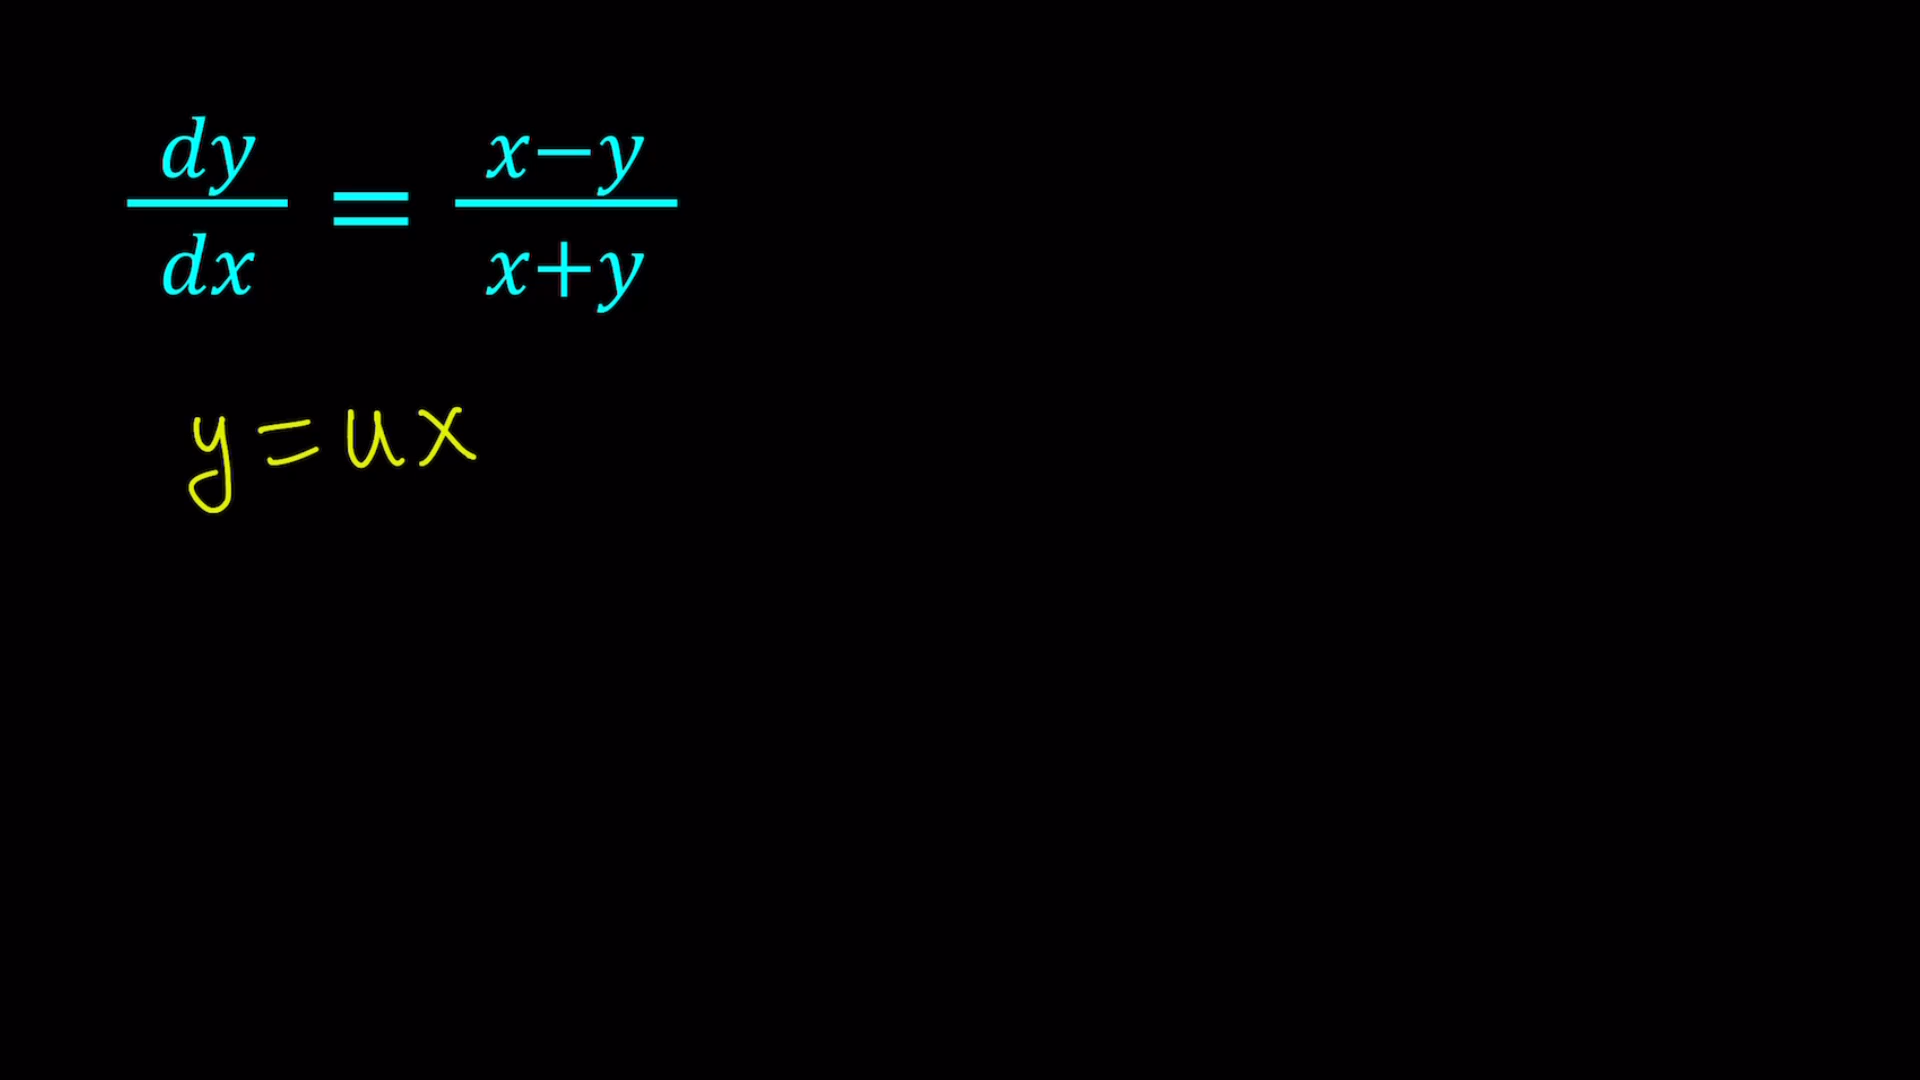 dy/dx = x−y/x+y
y=ux